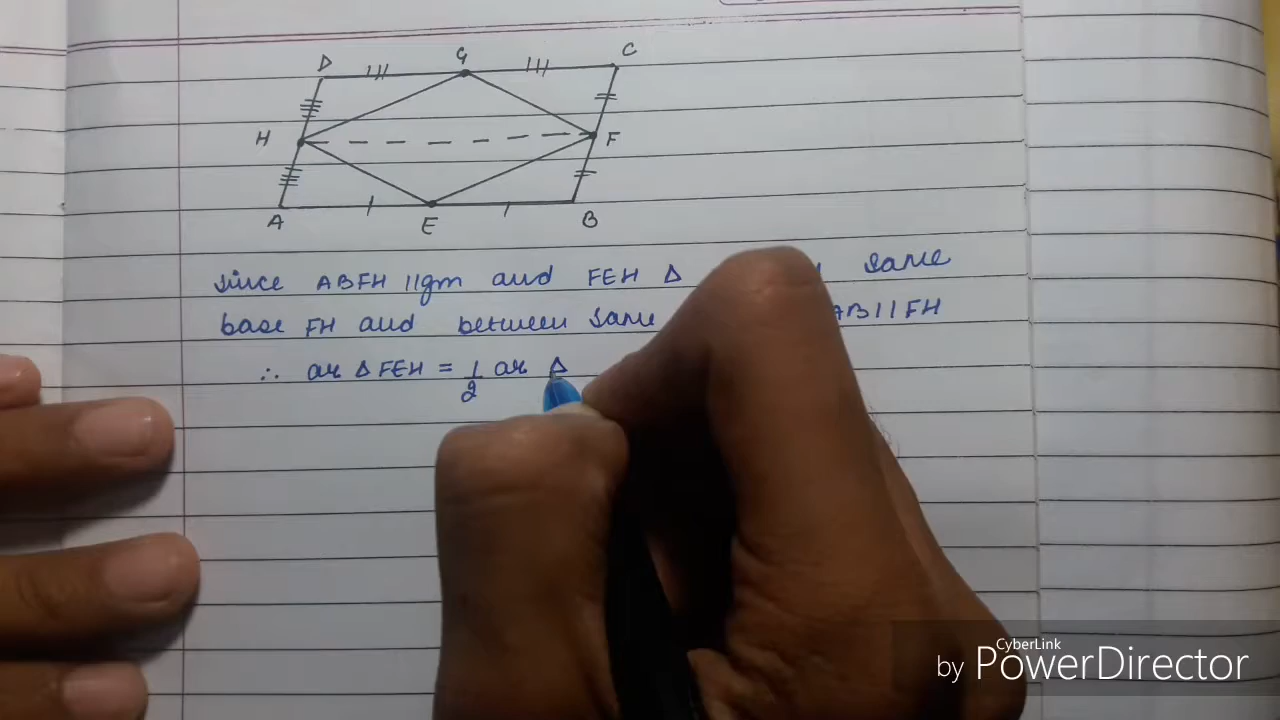 D G C
H F
A E B
since ABFH ||gm and FEH Δ same
base FH and between same AB || FH
∴ ar Δ FEH = 1/2 ar Δ
CyberLink
by PowerDirector